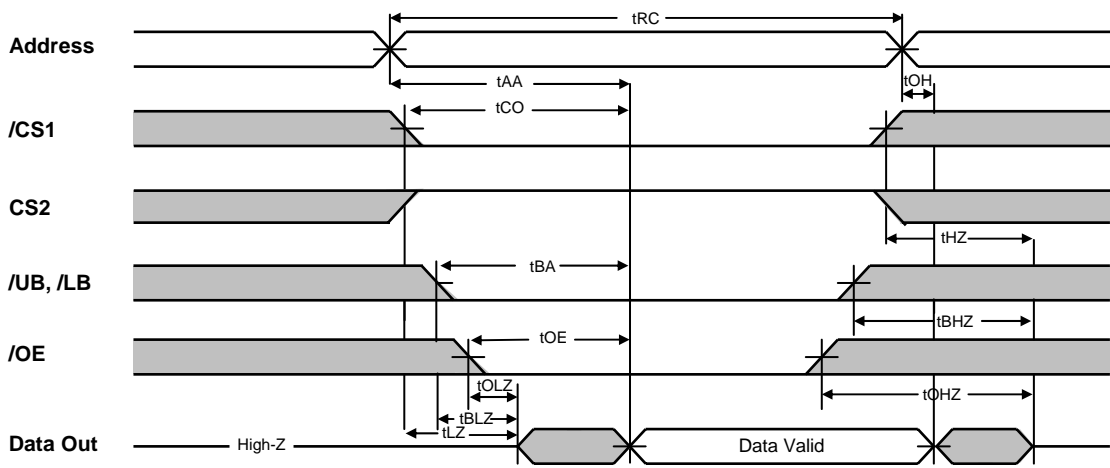 tRC
Address
tAA
tOH
tCO
/CS1
CS2
tHZ
tBA
/UB, /LB
tBHZ
tOE
/OE
tOLZ
tOHZ
tBLZ
tLZ
Data Out
High-Z
Data Valid